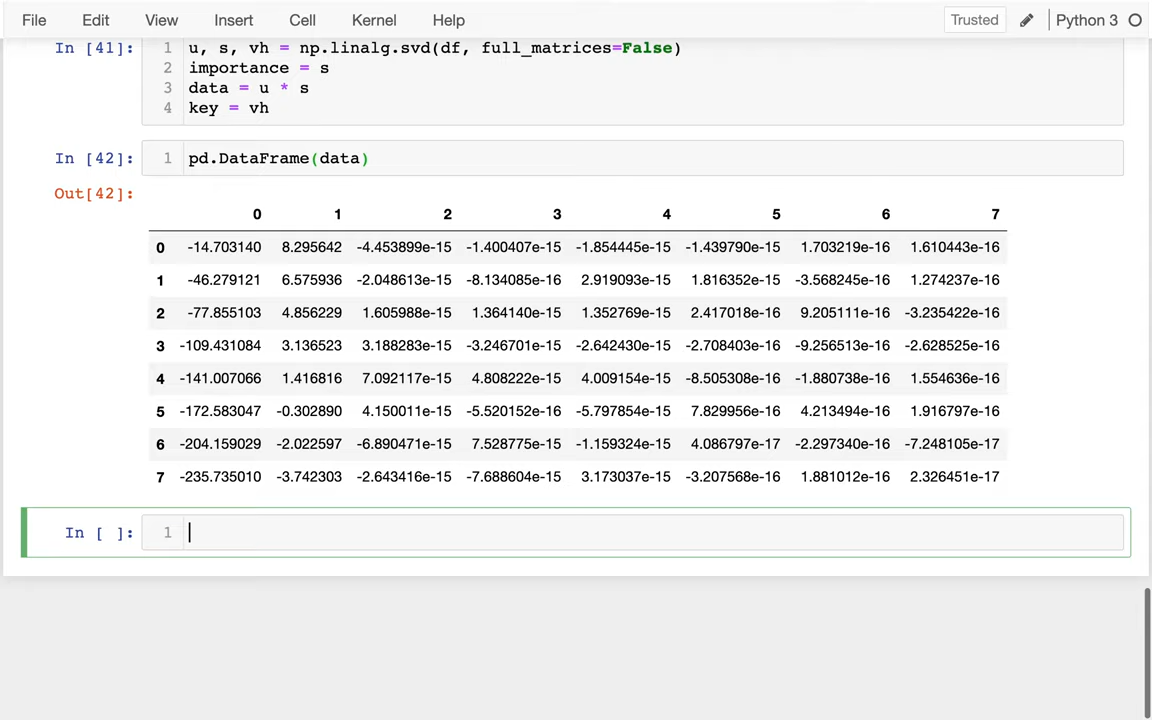 File Edit View Insert Cell Kernel Help Trusted Python 3
In [41]: 1 u, s, vh = np.linalg.svd(df, full_matrices=False)
2 importance = s
3 data = u * s
4 key = vh
In [42]: 1 pd.DataFrame(data)
Out[42]:
0 1 2 3 4 5 6 7
0 -14.703140 8.295642 -4.453899e-15 -1.400407e-15 -1.854445e-15 -1.439790e-15 1.703219e-16 1.610443e-16
1 -46.279121 6.575936 -2.048613e-15 -8.134085e-16 2.919093e-15 1.816352e-15 -3.568245e-16 1.274237e-16
2 -77.855103 4.856229 1.605988e-15 1.364140e-15 1.352769e-15 2.417018e-16 9.205111e-16 -3.235422e-16
3 -109.431084 3.136523 3.188283e-15 -3.246701e-15 -2.642430e-15 -2.708403e-16 -9.256513e-16 -2.628525e-16
4 -141.007066 1.416816 7.092117e-15 4.808222e-15 4.009154e-15 -8.505308e-16 -1.880738e-16 1.554636e-16
5 -172.583047 -0.302890 4.150011e-15 -5.520152e-16 -5.797854e-15 7.829956e-16 4.213494e-16 1.916797e-16
6 -204.159029 -2.022597 -6.890471e-15 7.528775e-15 -1.159324e-15 4.086797e-17 -2.297340e-16 -7.248105e-17
7 -235.735010 -3.742303 -2.643416e-15 -7.688604e-15 3.173037e-15 -3.207568e-16 1.881012e-16 2.326451e-17
In [ ]: 1